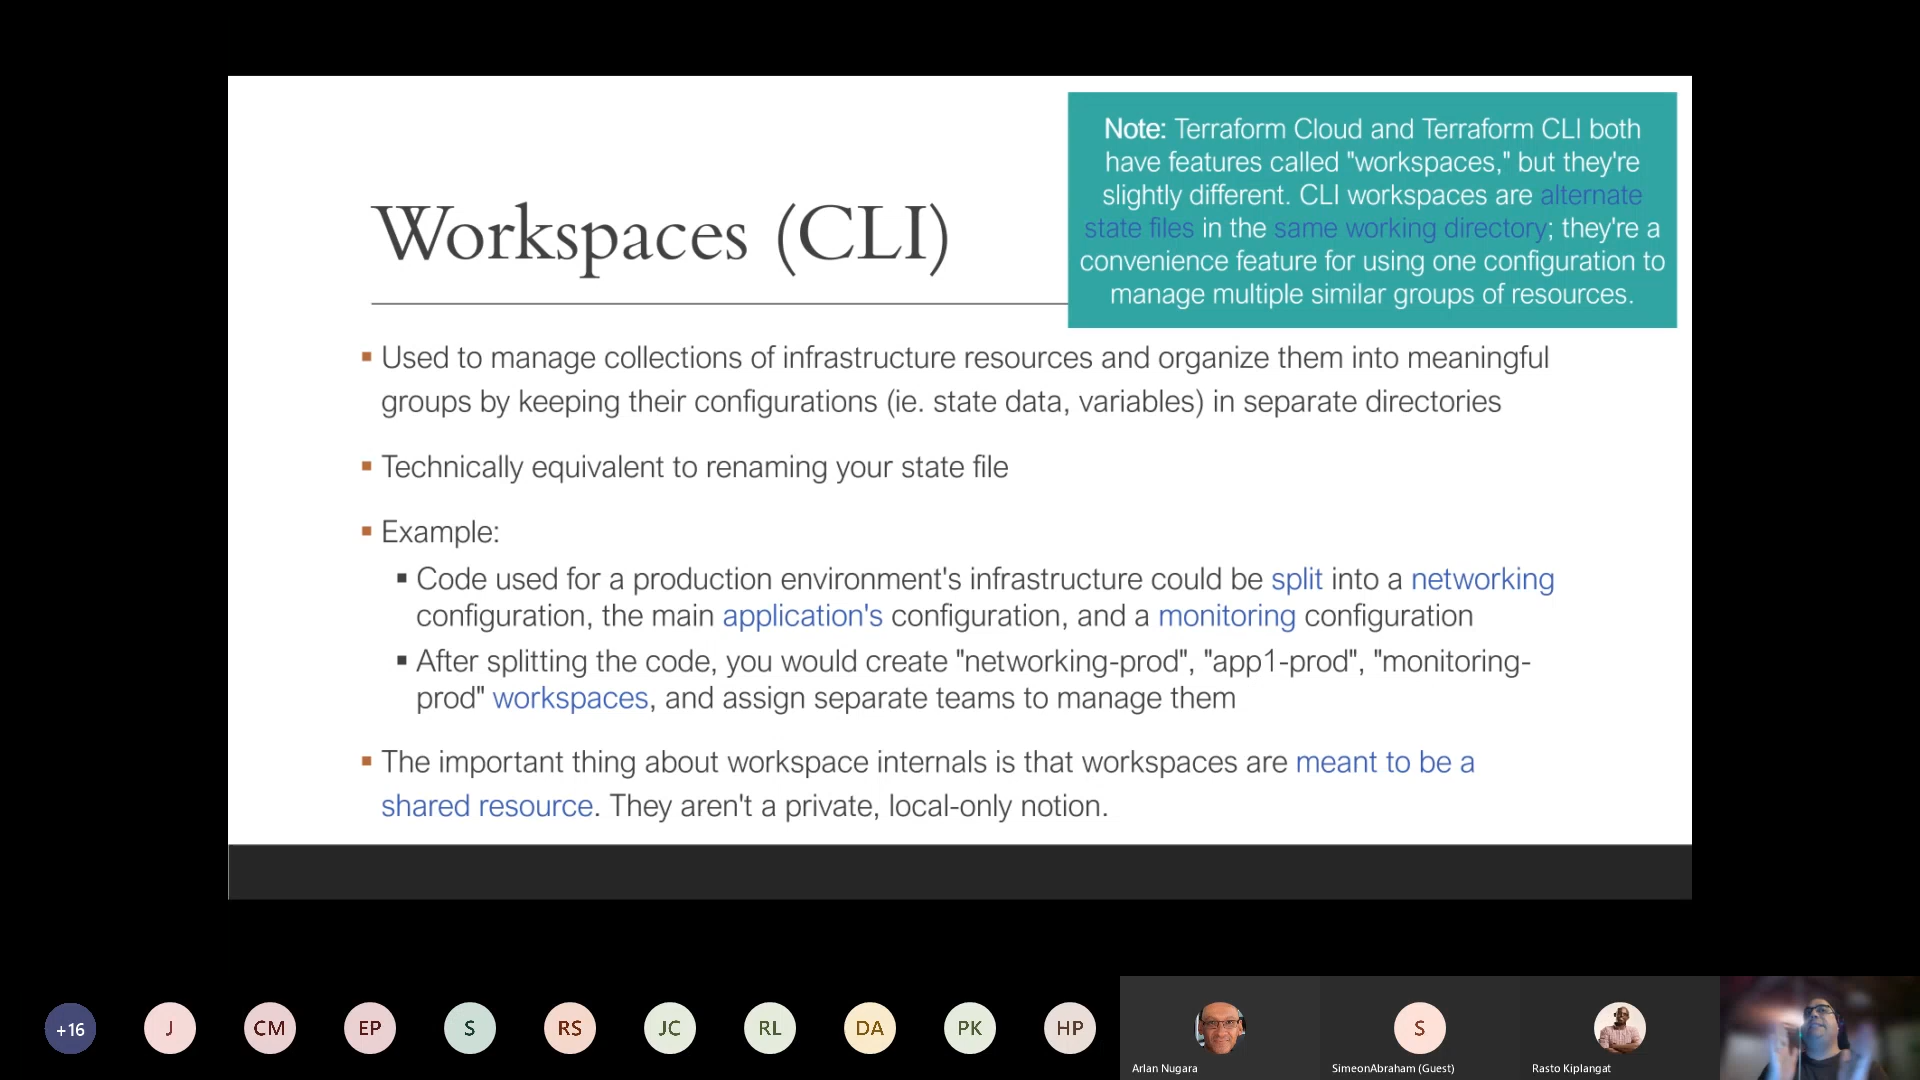 Note: Terraform Cloud and Terraform CLI both
have features called "workspaces," but they're
slightly different. CLI workspaces are alternate
state files in the same working directory; they're a
convenience feature for using one configuration to
manage multiple similar groups of resources.
Workspaces (CLI)
▪ Used to manage collections of infrastructure resources and organize them into meaningful
groups by keeping their configurations (ie. state data, variables) in separate directories
▪ Technically equivalent to renaming your state file
▪ Example:
▪ Code used for a production environment's infrastructure could be split into a networking
configuration, the main application's configuration, and a monitoring configuration
▪ After splitting the code, you would create "networking-prod", "app1-prod", "monitoring-
prod" workspaces, and assign separate teams to manage them
▪ The important thing about workspace internals is that workspaces are meant to be a
shared resource. They aren't a private, local-only notion.
+16 J CM EP S RS JC RL DA PK HP S
Arlan Nugara SimeonAbraham (Guest) Rasto Kiplangat